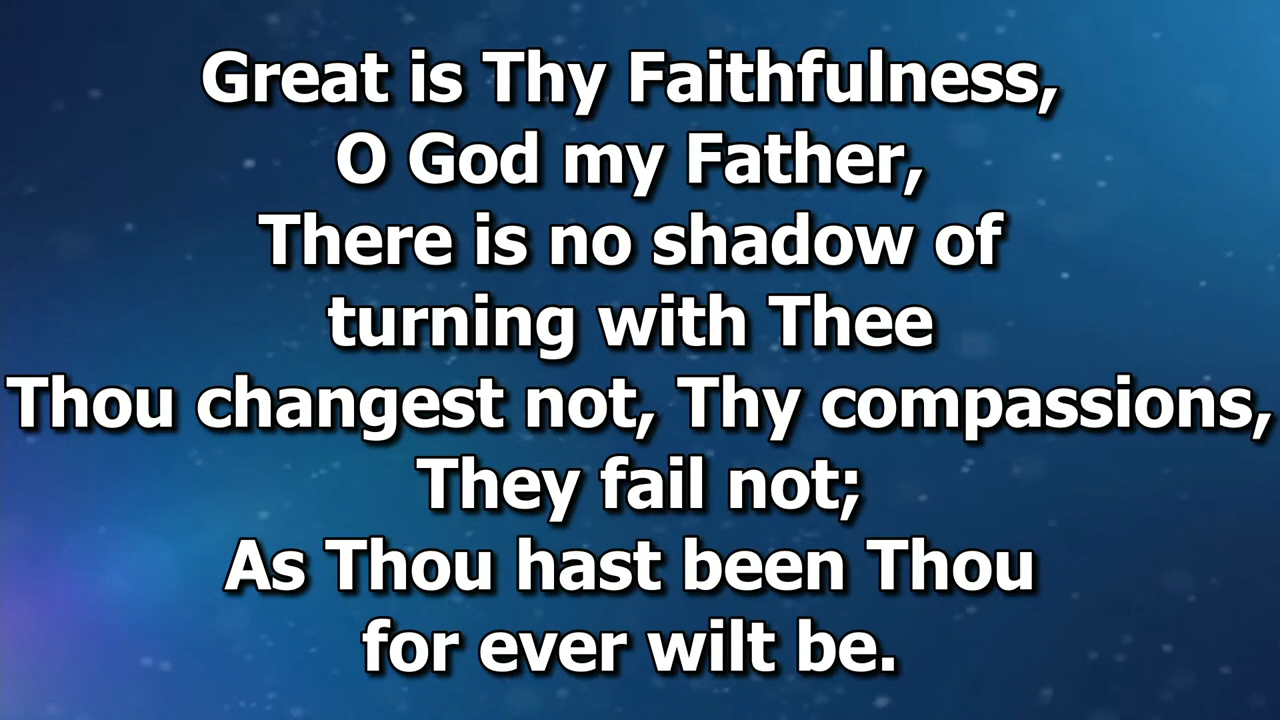 Great is Thy Faithfulness,
O God my Father,
There is no shadow of
turning with Thee
Thou changest not, Thy compassions,
They fail not;
As Thou hast been Thou
for ever wilt be.